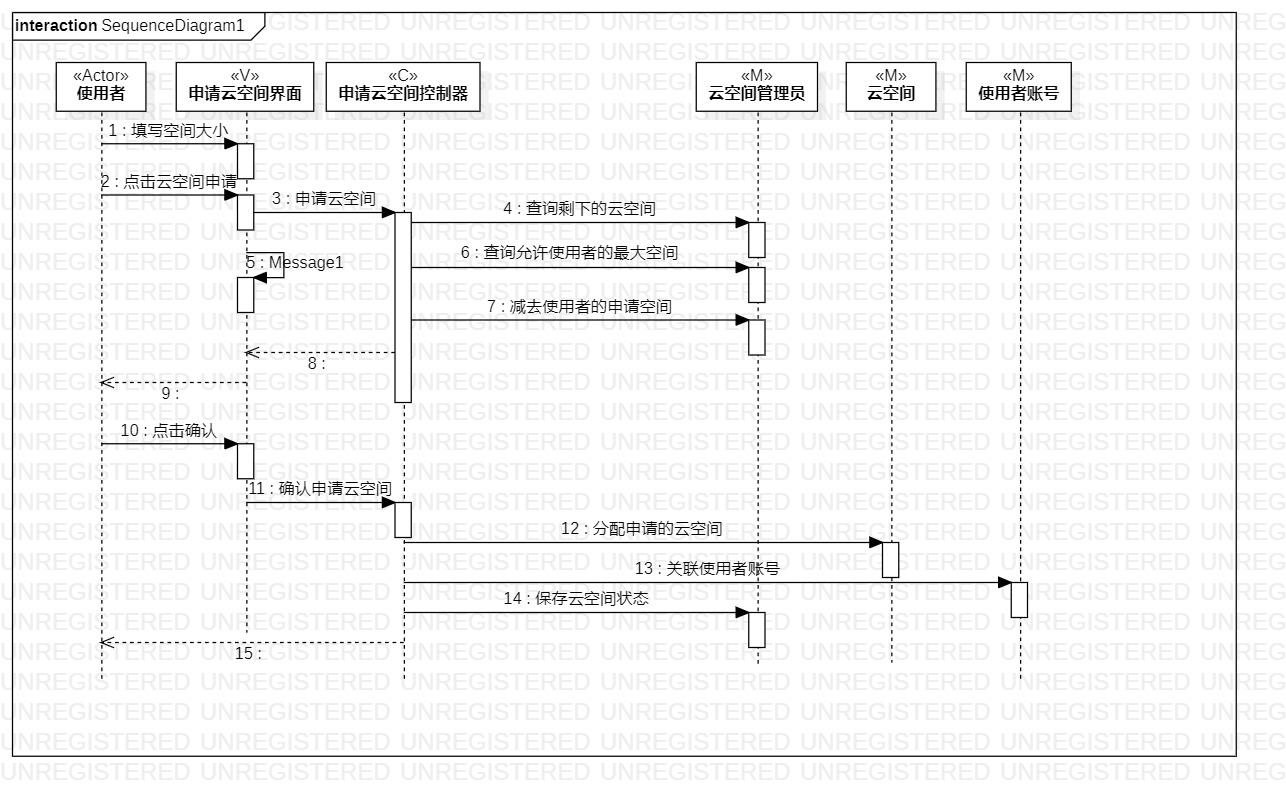 interaction SequenceDiagram1
«Actor»
使用者
«V»
申请云空间界面
«C»
申请云空间控制器
«M»
云空间管理员
«M»
云空间
«M»
使用者账号
1 : 填写空间大小
2 : 点击云空间申请
3 : 申请云空间
4 : 查询剩下的云空间
5 : Message1
6 : 查询允许使用者的最大空间
7 : 减去使用者的申请空间
8 :
9 :
10 : 点击确认
11 : 确认申请云空间
12 : 分配申请的云空间
13 : 关联使用者账号
14 : 保存云空间状态
15 :
UNREGISTERED UNREGISTERED UNREGISTERED UNREGISTERED UNREGISTERED UNREGISTERED UNREG